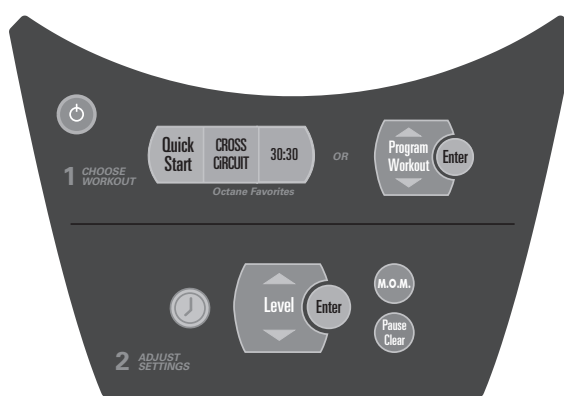 Quick
Start
CROSS
CiRCUIT
30:30
OR
Program
Workout
Enter
1 CHOOSE
WORKOUT
Octane Favorites
Level
Enter
M.O.M.
Pause
Clear
2 ADJUST
SETTINGS